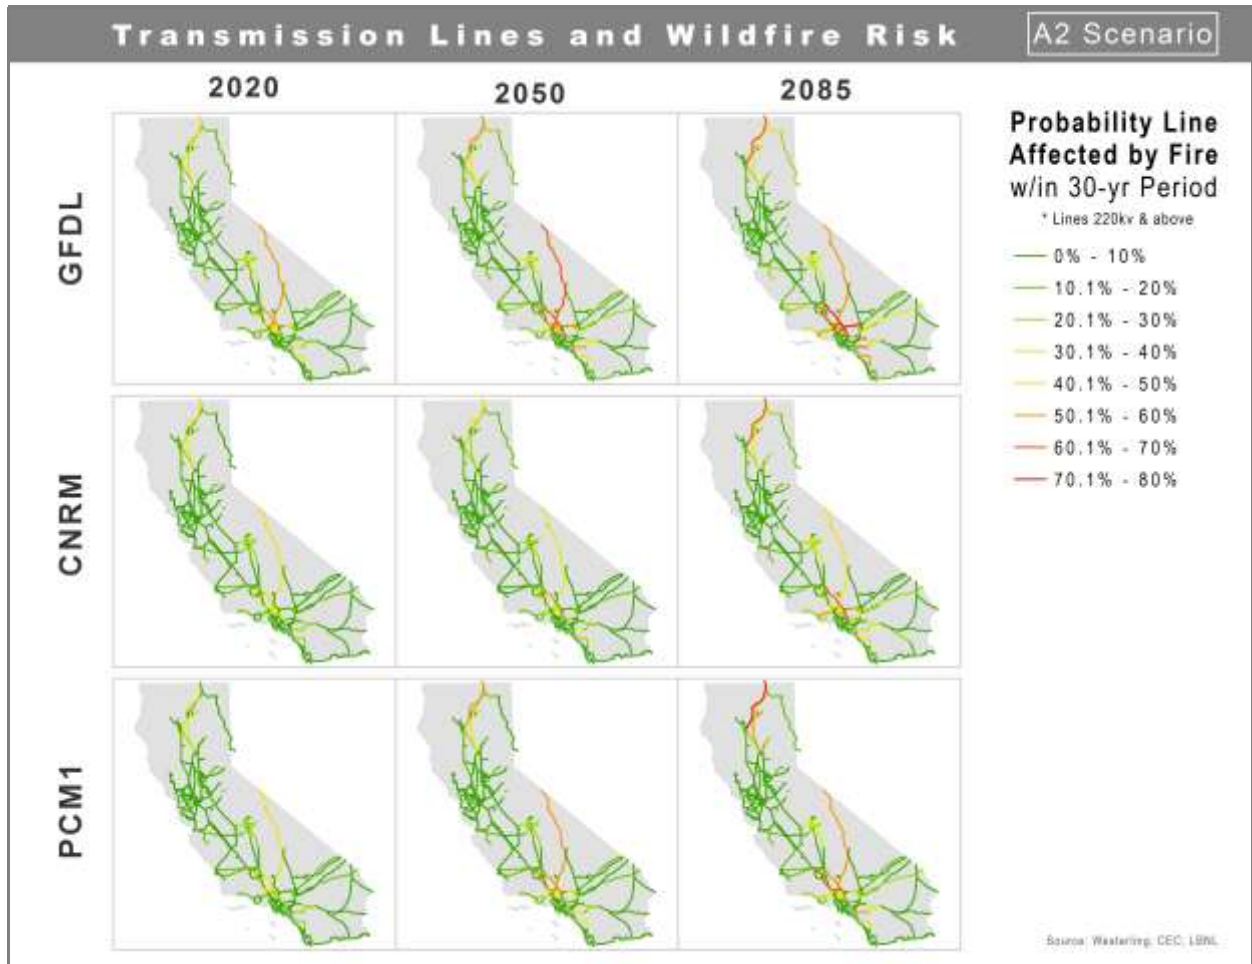 Transmission Lines and Wildfire Risk
A2 Scenario
2020
2050
2085
GFDL
CNRM
PCM1
Probability Line
Affected by Fire
w/in 30-yr Period
* Lines 220kv & above
0% - 10%
10.1% - 20%
20.1% - 30%
30.1% - 40%
40.1% - 50%
50.1% - 60%
60.1% - 70%
70.1% - 80%
Source: Westerling; CEC; LBNL